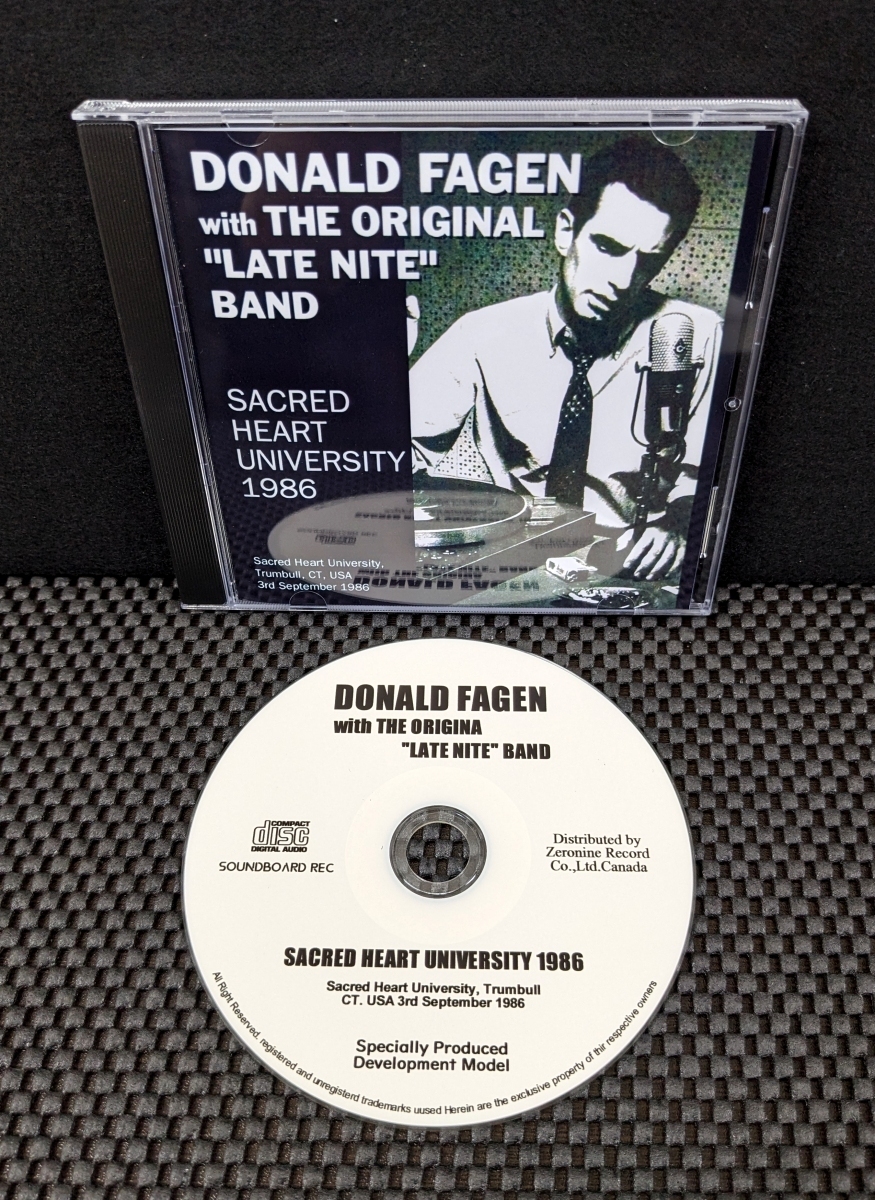 DONALD FAGEN
with THE ORIGINAL
"LATE NITE"
BAND
SACRED
HEART
UNIVERSITY
1986
Sacred Heart University,
Trumbull, CT, USA
3rd September 1986
DONALD FAGEN
with THE ORIGINA
"LATE NITE" BAND
COMPACT
disc
DIGITAL AUDIO
SOUNDBOARD REC
Distributed by
Zeronine Record
Co.,Ltd.Canada
SACRED HEART UNIVERSITY 1986
Sacred Heart University, Trumbull
CT. USA 3rd September 1986
Specially Produced
Development Model
All Right Reserved. registered and unregisterd trademarks uused Herein are the exclusive property of thir respective owners